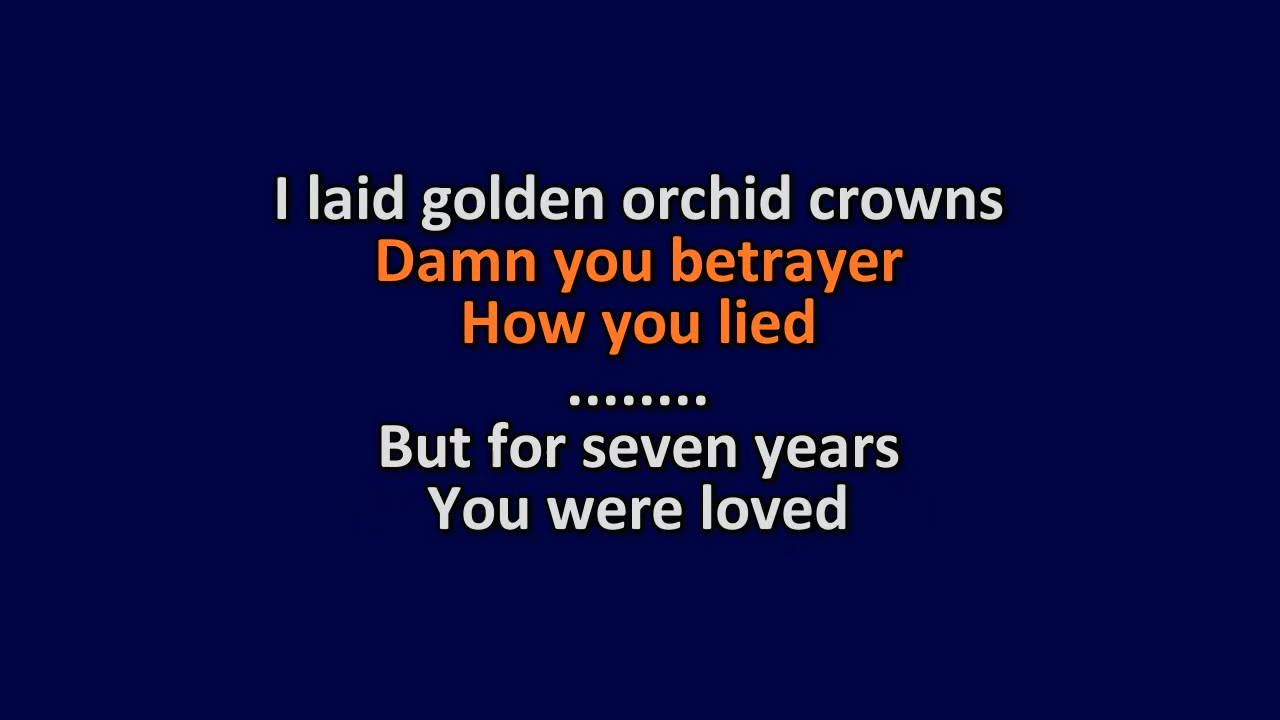 I laid golden orchid crowns
Damn you betrayer
How you lied
........
But for seven years
You were loved